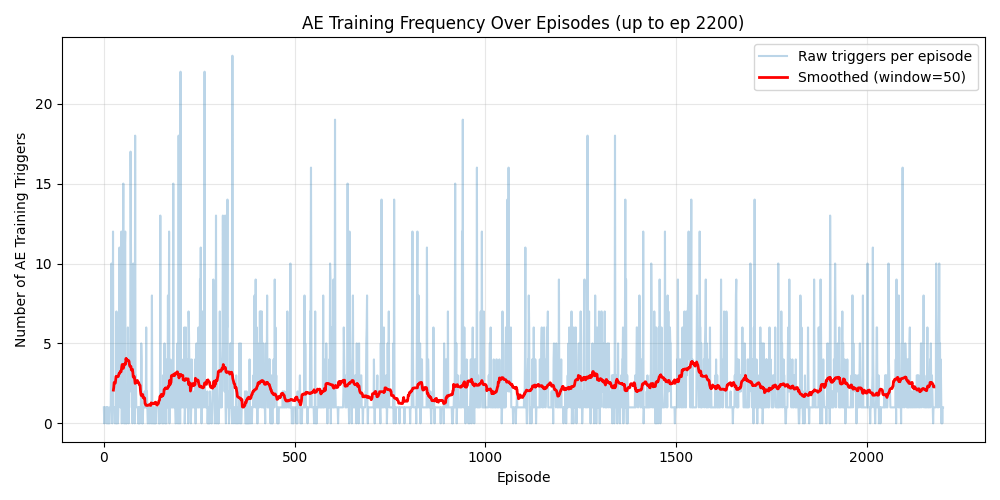 AE Training Frequency Over Episodes (up to ep 2200)
Raw triggers per episode
Smoothed (window=50)
Number of AE Training Triggers
20
15
10
5
0
0
500
1000
1500
2000
Episode